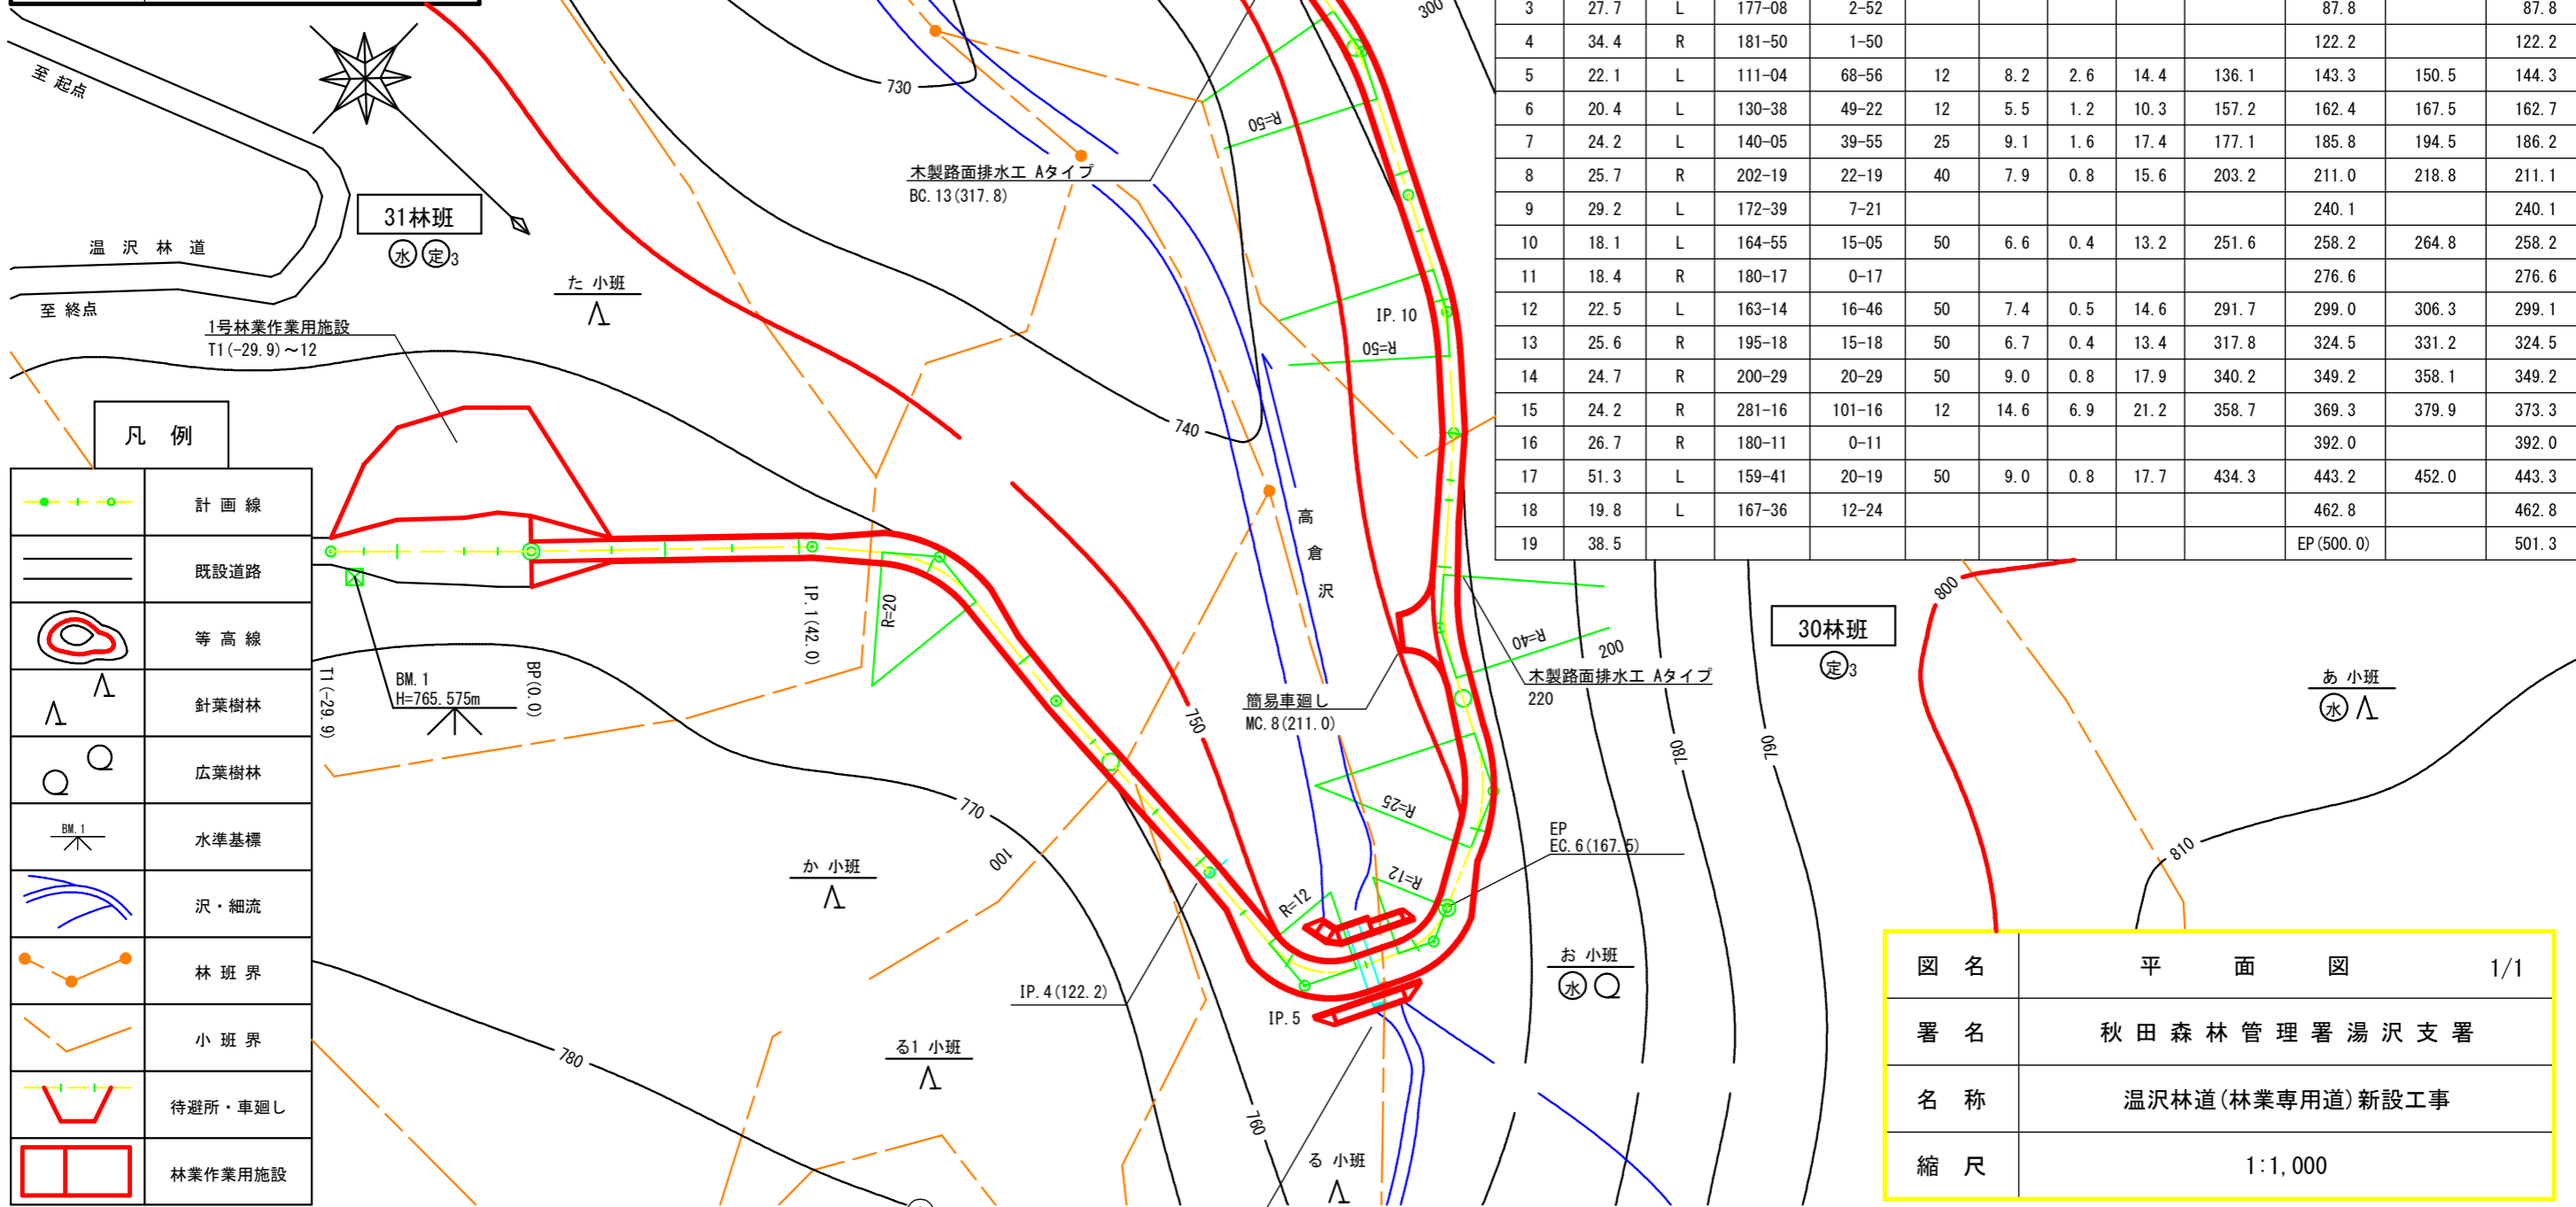 3 27.7 L 177-08 2-52 87.8 87.8
4 34.4 R 181-50 1-50 122.2 122.2
5 22.1 L 111-04 68-56 12 8.2 2.6 14.4 136.1 143.3 150.5 144.3
6 20.4 L 130-38 49-22 12 5.5 1.2 10.3 157.2 162.4 167.5 162.7
7 24.2 L 140-05 39-55 25 9.1 1.6 17.4 177.1 185.8 194.5 186.2
8 25.7 R 202-19 22-19 40 7.9 0.8 15.6 203.2 211.0 218.8 211.1
9 29.2 L 172-39 7-21 240.1 240.1
10 18.1 L 164-55 15-05 50 6.6 0.4 13.2 251.6 258.2 264.8 258.2
11 18.4 R 180-17 0-17 276.6 276.6
12 22.5 L 163-14 16-46 50 7.4 0.5 14.6 291.7 299.0 306.3 299.1
13 25.6 R 195-18 15-18 50 6.7 0.4 13.4 317.8 324.5 331.2 324.5
14 24.7 R 200-29 20-29 50 9.0 0.8 17.9 340.2 349.2 358.1 349.2
15 24.2 R 281-16 101-16 12 14.6 6.9 21.2 358.7 369.3 379.9 373.3
16 26.7 R 180-11 0-11 392.0 392.0
17 51.3 L 159-41 20-19 50 9.0 0.8 17.7 434.3 443.2 452.0 443.3
18 19.8 L 167-36 12-24 462.8 462.8
19 38.5 EP(500.0) 501.3
至 起点
温 沢 林 道
至 終点
31林班
水 定3
た 小班
1号林業作業用施設
T1(-29.9)~12
730
740
木製路面排水工 Aタイプ
BC.13(317.8)
300
R=50
IP.10
R=50
凡 例
計 画 線
既設道路
等 高 線
針葉樹林
広葉樹林
BM.1
水準基標
沢・細流
林 班 界
小 班 界
待避所・車廻し
林業作業用施設
T1(-29.9)
BM.1
H=765.575m
BP(0.0)
IP.1(42.0)
R=20
高 倉 沢
750
簡易車廻し
MC.8(211.0)
R=40
200
木製路面排水工 Aタイプ
220
780
790
30林班
定3
800
あ 小班
水
810
770
100
か 小班
R=25
EP
EC.6(167.5)
R=12
R=12
IP.4(122.2)
IP.5
お 小班
水
780
る1 小班
760
る 小班
図 名 平 面 図 1/1
署 名 秋田森林管理署湯沢支署
名 称 温沢林道(林業専用道)新設工事
縮 尺 1:1,000